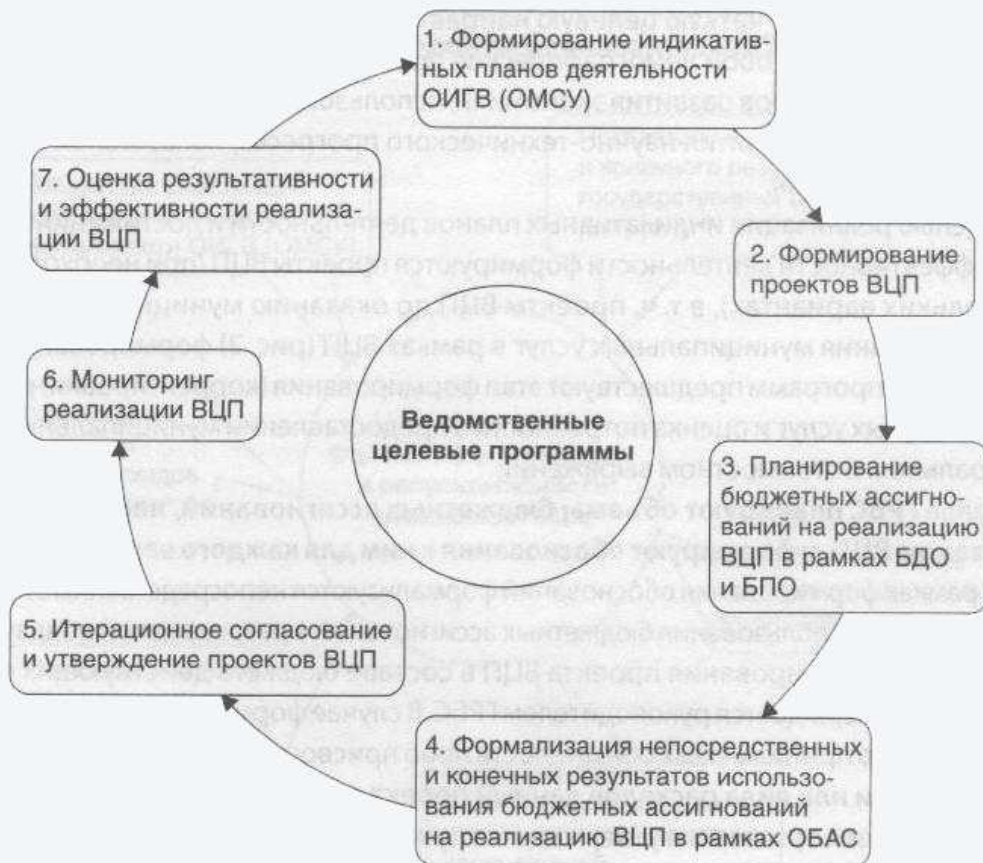 1. Формирование индикатив-
ных планов деятельности
ОИГВ (ОМСУ)
2. Формирование
проектов ВЦП
3. Планирование
бюджетных ассигно-
ваний на реализацию
ВЦП в рамках БДО
и БПО
4. Формализация непосредственных
и конечных результатов использо-
вания бюджетных ассигнований
на реализацию ВЦП в рамках ОБАС
5. Итерационное согласование
и утверждение проектов ВЦП
6. Мониторинг
реализации ВЦП
7. Оценка результативности
и эффективности реализа-
ции ВЦП
Ведомственные
целевые программы